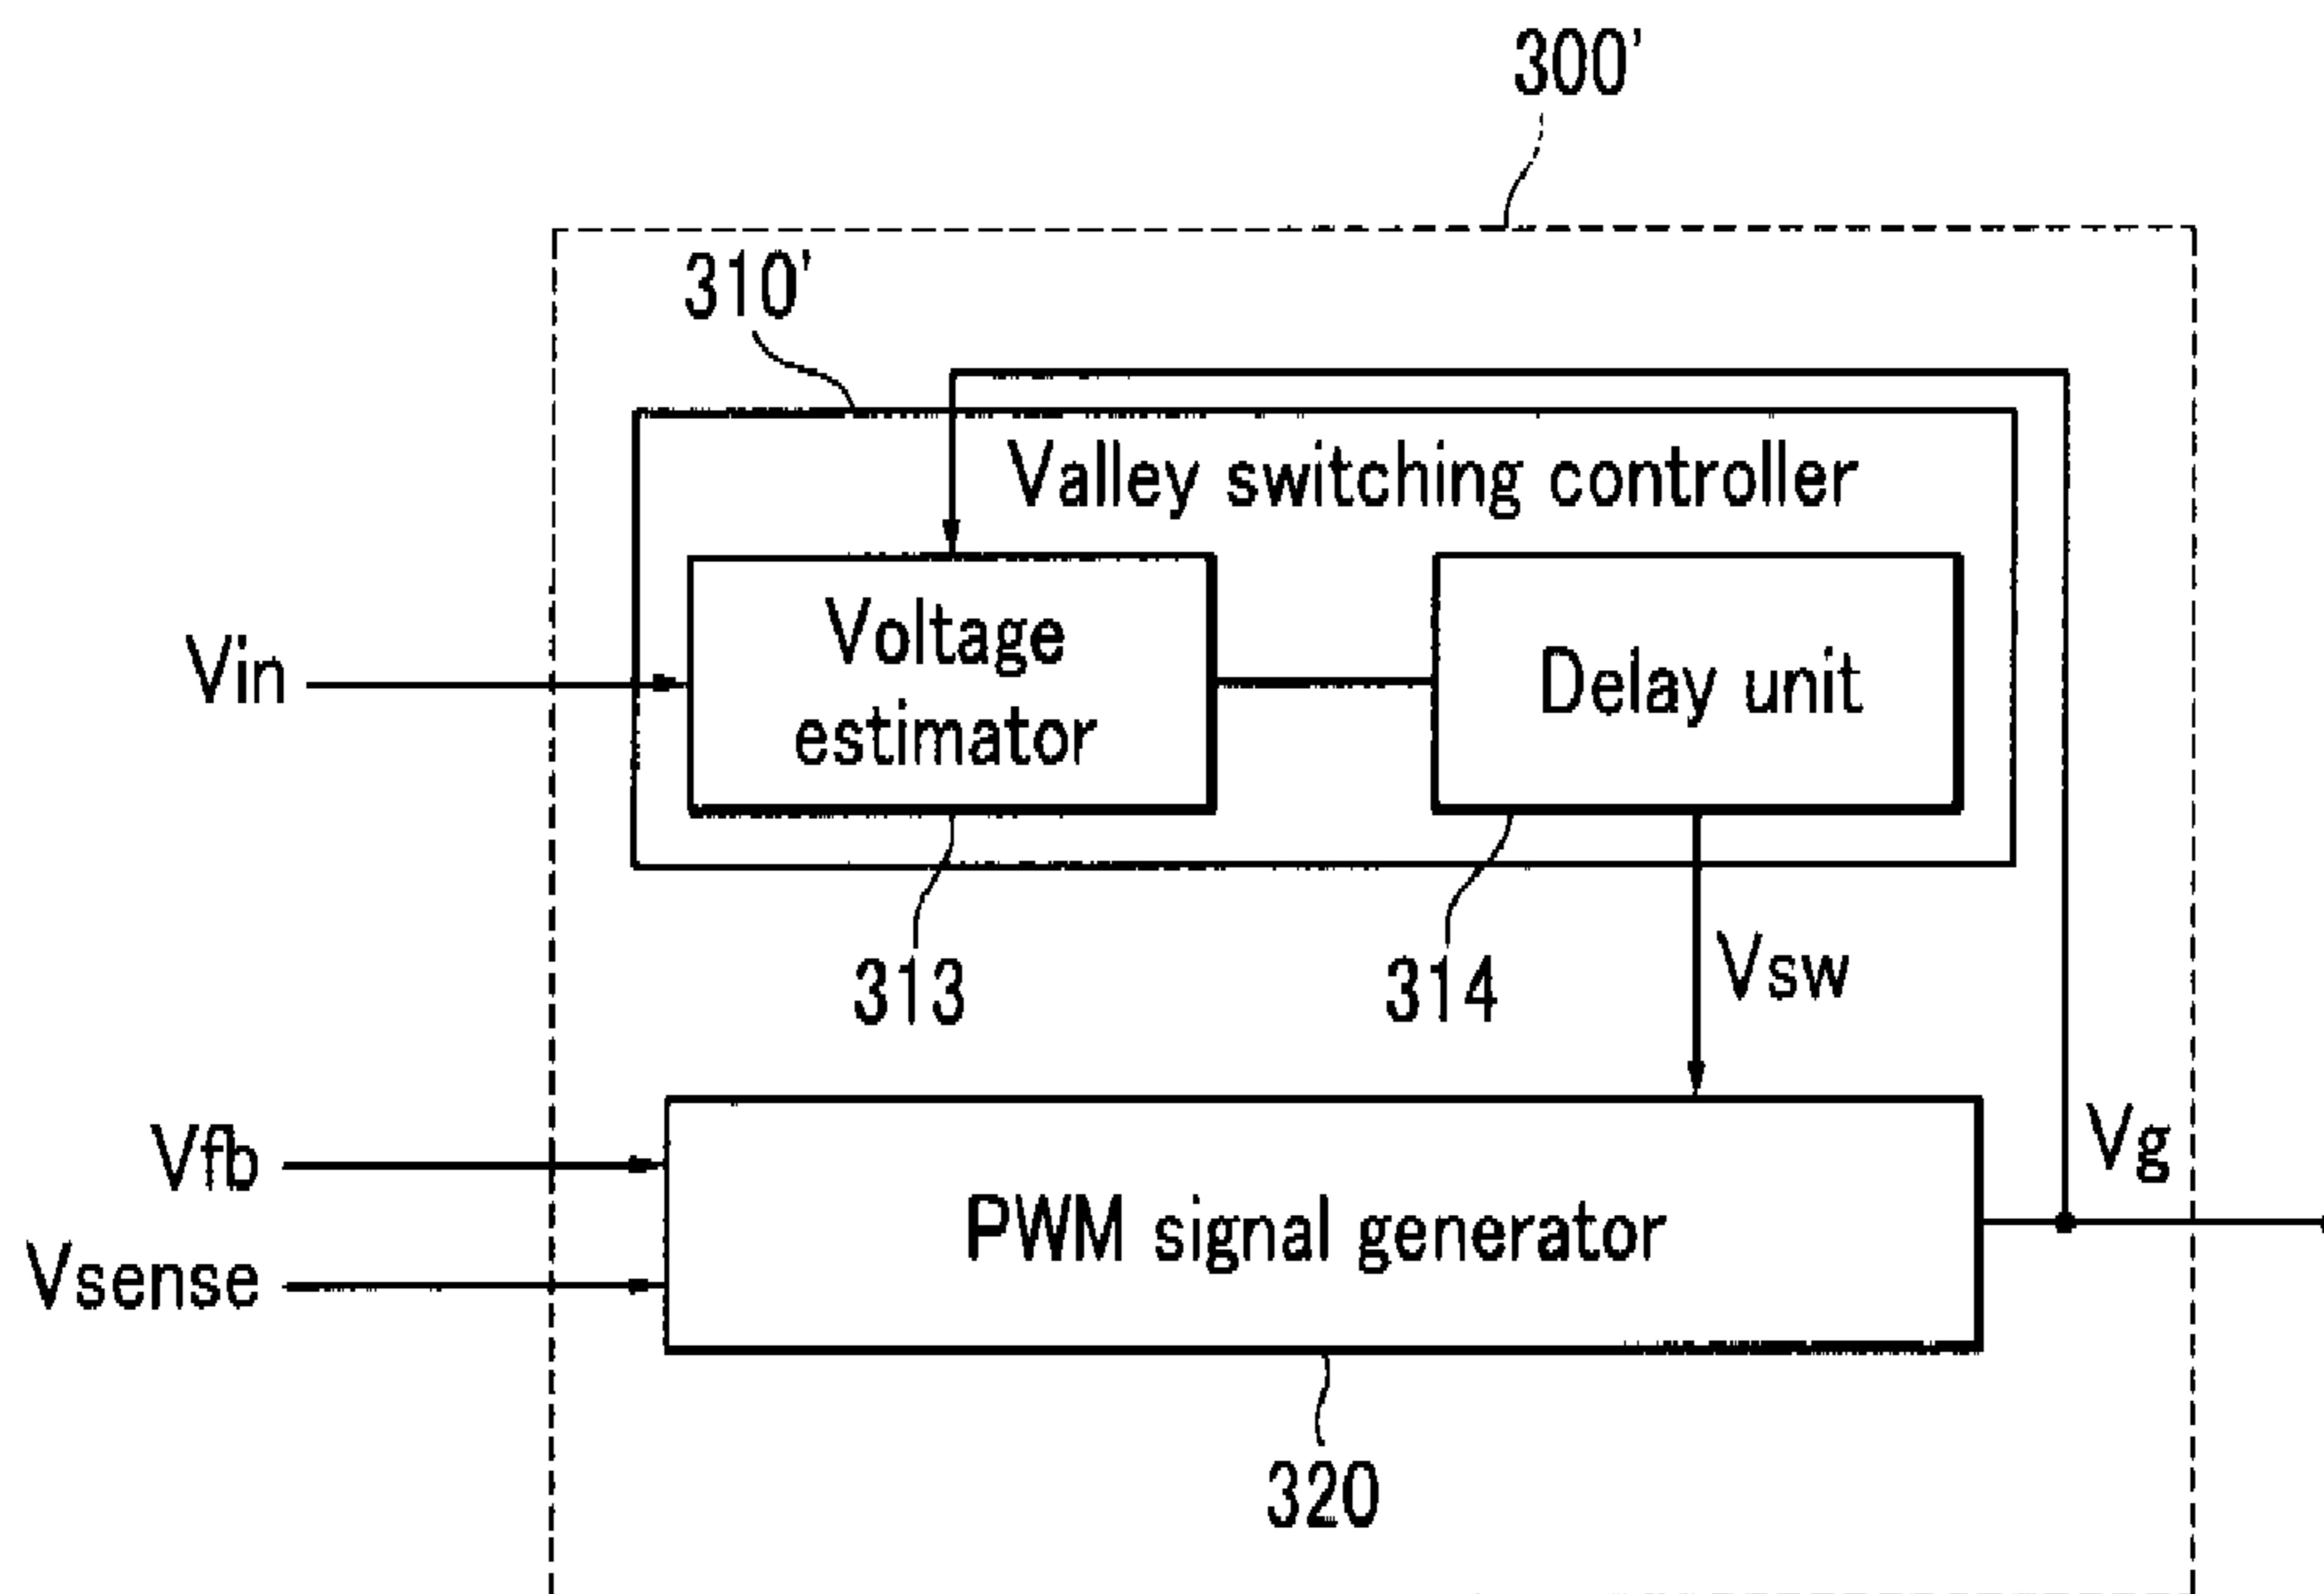 300'
310'
Valley switching controller
Voltage
estimator
Delay unit
Vin
313
314
Vsw
Vfb
Vsense
PWM signal generator
Vg
320